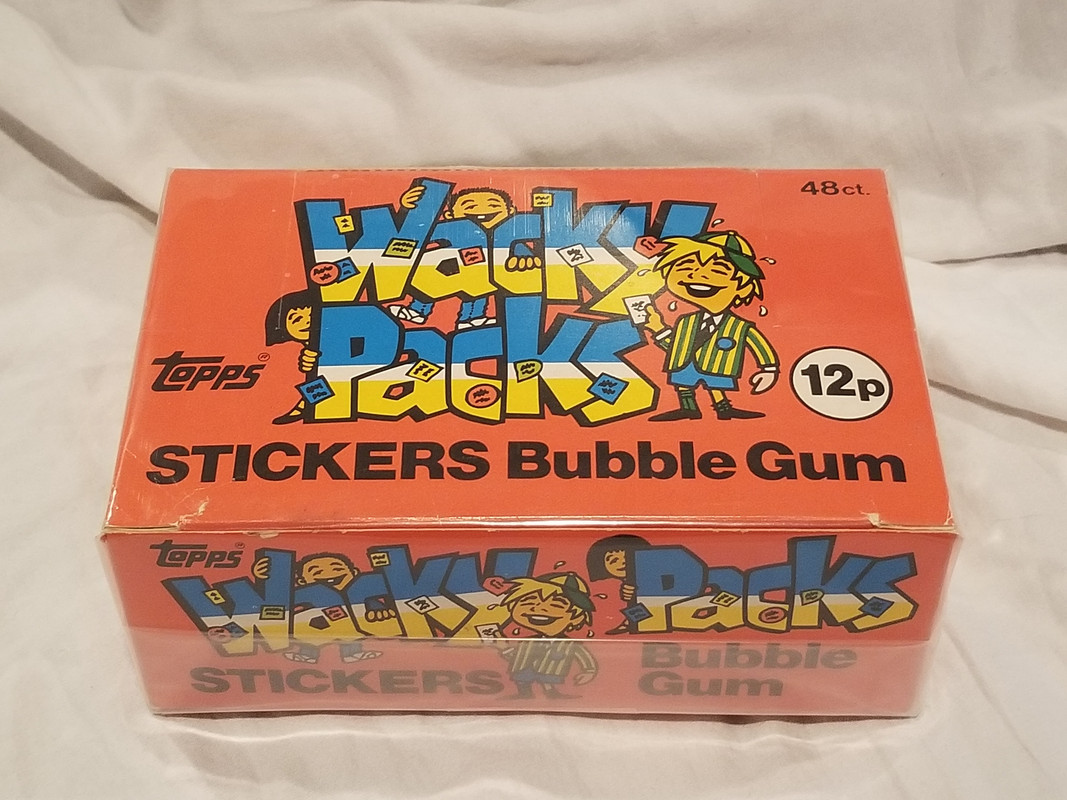 48ct.
Wacky
Packs
Topps®
12p
STICKERS Bubble Gum
Topps®
Wacky Packs
STICKERS
Bubble
Gum